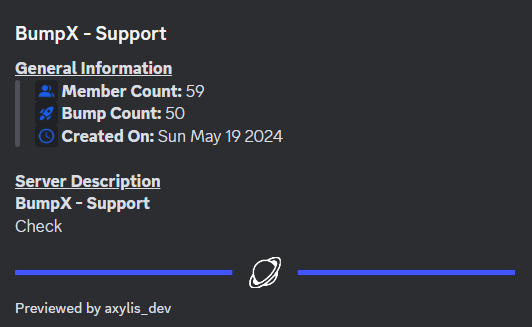 BumpX - Support
General Information
Member Count: 59
Bump Count: 50
Created On: Sun May 19 2024
Server Description
BumpX - Support
Check
Previewed by axylis_dev